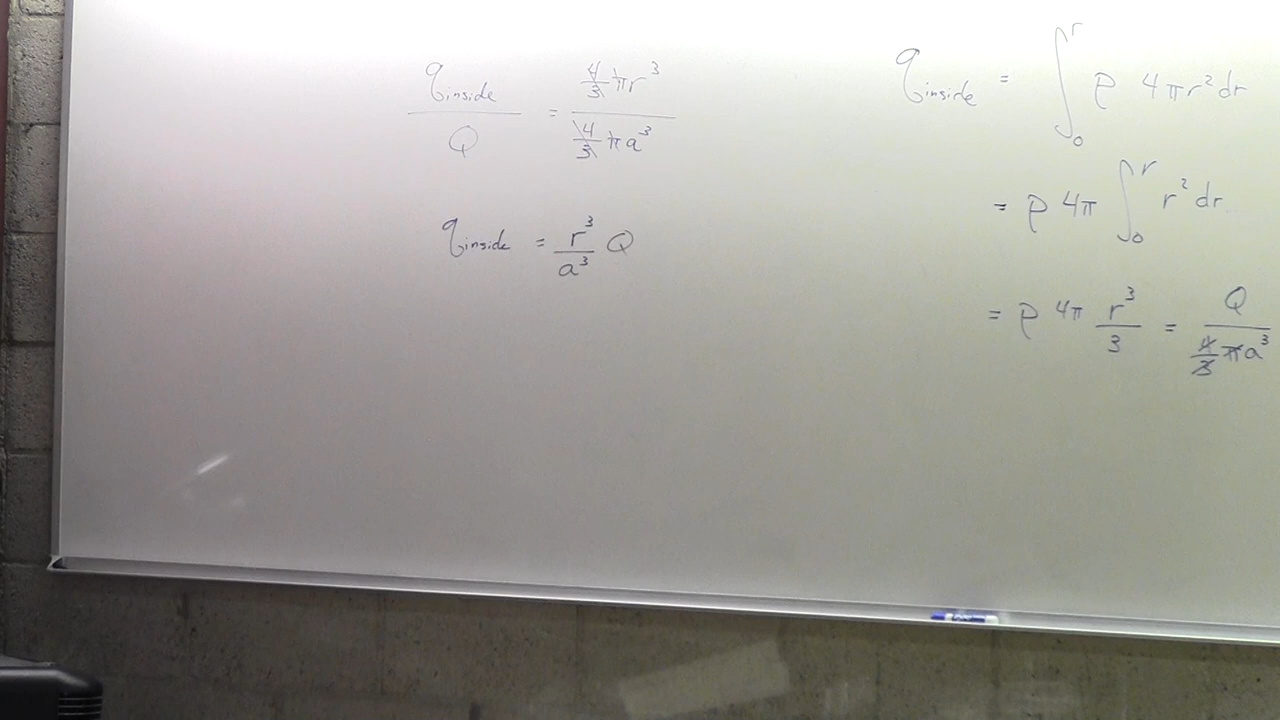 q_inside / Q = (4/3 π r³) / (4/3 π a³)
q_inside = r³/a³ Q
q_inside = ∫₀^r ρ 4πr² dr
= ρ 4π ∫₀^r r² dr
= ρ 4π r³/3 = Q / (4/3 π a³)